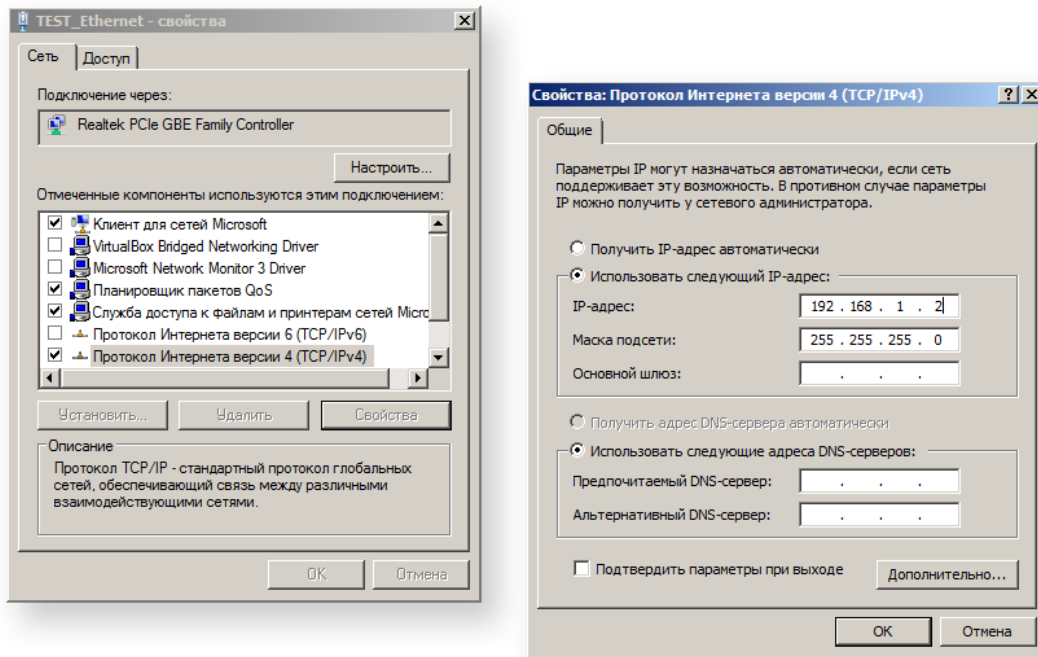 TEST_Ethernet - свойства
Сеть
Доступ
Подключение через:
Realtek PCIe GBE Family Controller
Настроить...
Отмеченные компоненты используются этим подключением:
Клиент для сетей Microsoft
VirtualBox Bridged Networking Driver
Microsoft Network Monitor 3 Driver
Планировщик пакетов QoS
Служба доступа к файлам и принтерам сетей Micro
Протокол Интернета версии 6 (TCP/IPv6)
Протокол Интернета версии 4 (TCP/IPv4)
Установить...
Удалить
Свойства
Описание
Протокол TCP/IP - стандартный протокол глобальных
сетей, обеспечивающий связь между различными
взаимодействующими сетями.
OK
Отмена
Свойства: Протокол Интернета версии 4 (TCP/IPv4)
Общие
Параметры IP могут назначаться автоматически, если сеть
поддерживает эту возможность. В противном случае параметры
IP можно получить у сетевого администратора.
Получить IP-адрес автоматически
Использовать следующий IP-адрес:
IP-адрес: 192 . 168 . 1 . 2
Маска подсети: 255 . 255 . 255 . 0
Основной шлюз: . . .
Получить адрес DNS-сервера автоматически
Использовать следующие адреса DNS-серверов:
Предпочитаемый DNS-сервер: . . .
Альтернативный DNS-сервер: . . .
Подтвердить параметры при выходе
Дополнительно...
OK
Отмена